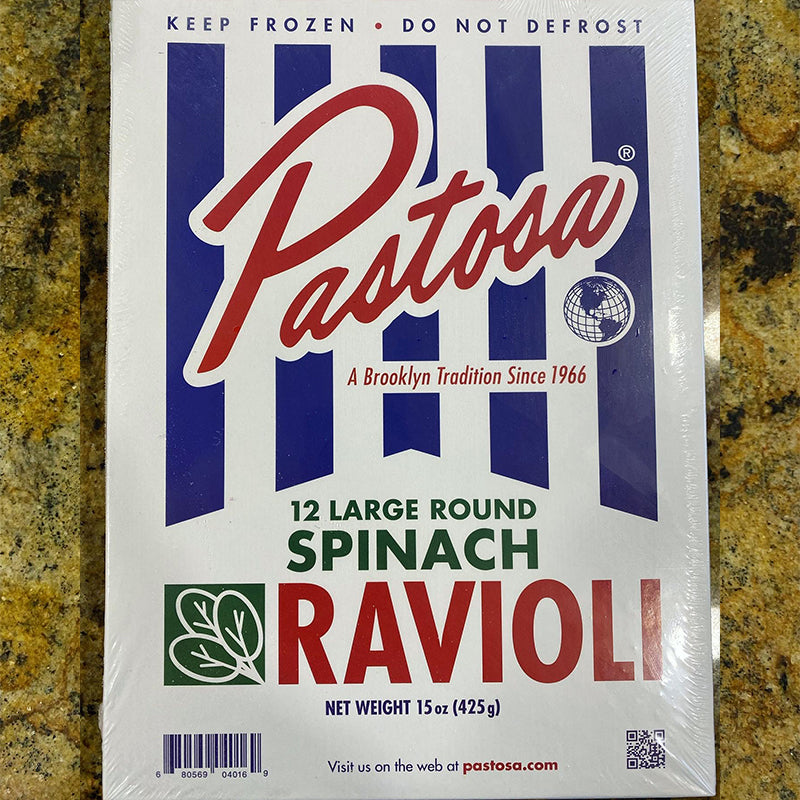 KEEP FROZEN • DO NOT DEFROST
Pastosa®
A Brooklyn Tradition Since 1966
12 LARGE ROUND
SPINACH
RAVIOLI
NET WEIGHT 15 oz (425 g)
Visit us on the web at pastosa.com
6 80569 04016 9